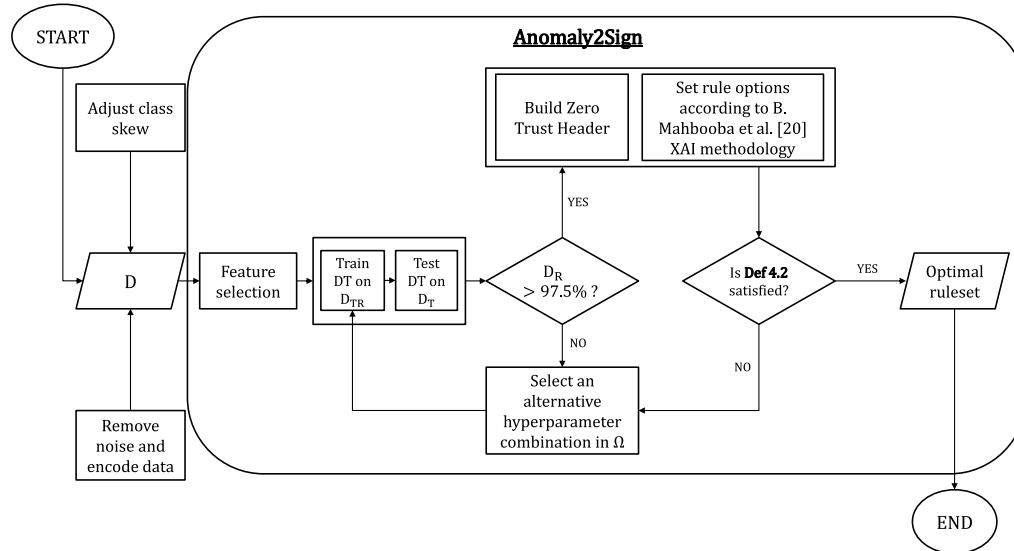 START
Anomaly2Sign
Adjust class
skew
Build Zero
Trust Header
Set rule options
according to B.
Mahbooba et al. [20]
XAI methodology
YES
D
Feature
selection
Train
DT on
D_TR
Test
DT on
D_T
D_R
> 97.5% ?
Is Def 4.2
satisfied?
YES
Optimal
ruleset
NO
NO
Select an
alternative
hyperparameter
combination in Ω
Remove
noise and
encode data
END